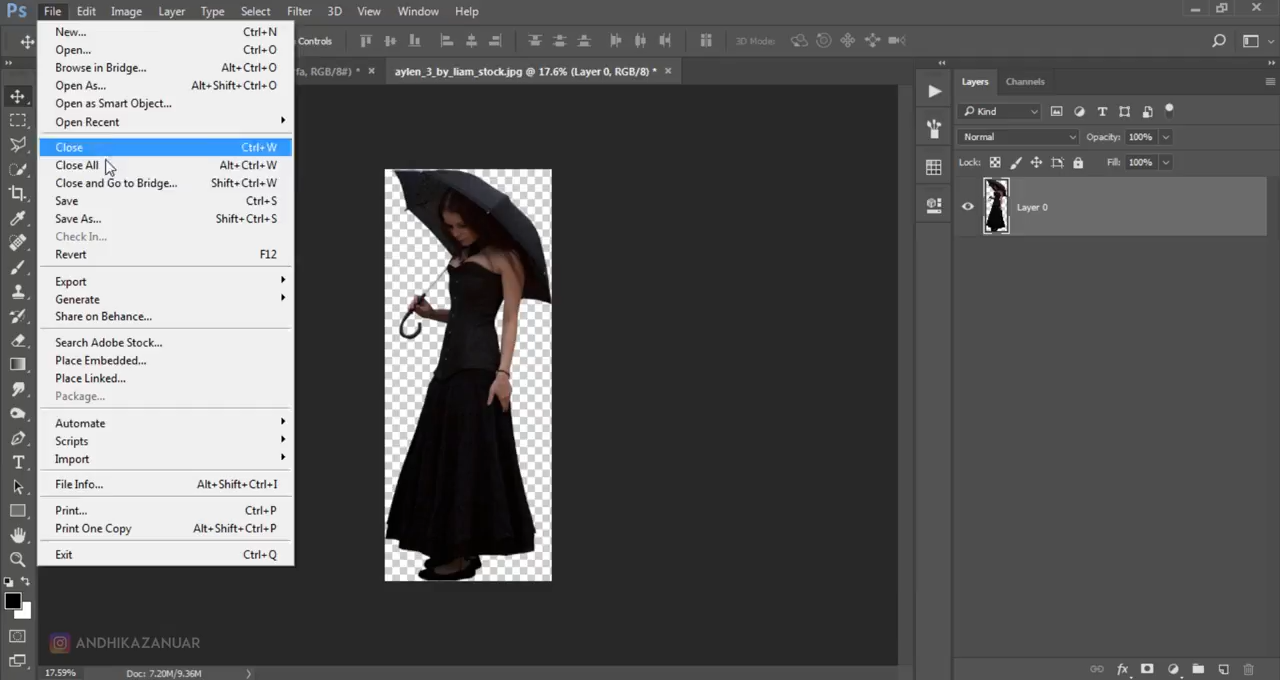 Ps File Edit Image Layer Type Select Filter 3D View Window Help
Controls 3D Mode:
fa, RGB/8#) * × aylen_3_by_liam_stock.jpg @ 17.6% (Layer 0, RGB/8) * ×
New... Ctrl+N
Open... Ctrl+O
Browse in Bridge... Alt+Ctrl+O
Open As... Alt+Shift+Ctrl+O
Open as Smart Object...
Open Recent
Close Ctrl+W
Close All Alt+Ctrl+W
Close and Go to Bridge... Shift+Ctrl+W
Save Ctrl+S
Save As... Shift+Ctrl+S
Check In...
Revert F12
Export
Generate
Share on Behance...
Search Adobe Stock...
Place Embedded...
Place Linked...
Package...
Automate
Scripts
Import
File Info... Alt+Shift+Ctrl+I
Print... Ctrl+P
Print One Copy Alt+Shift+Ctrl+P
Exit Ctrl+Q
Layers Channels
Kind
Normal Opacity: 100%
Lock: Fill: 100%
Layer 0
ANDHIKAZANUAR
17.59% Doc: 7.20M/9.36M